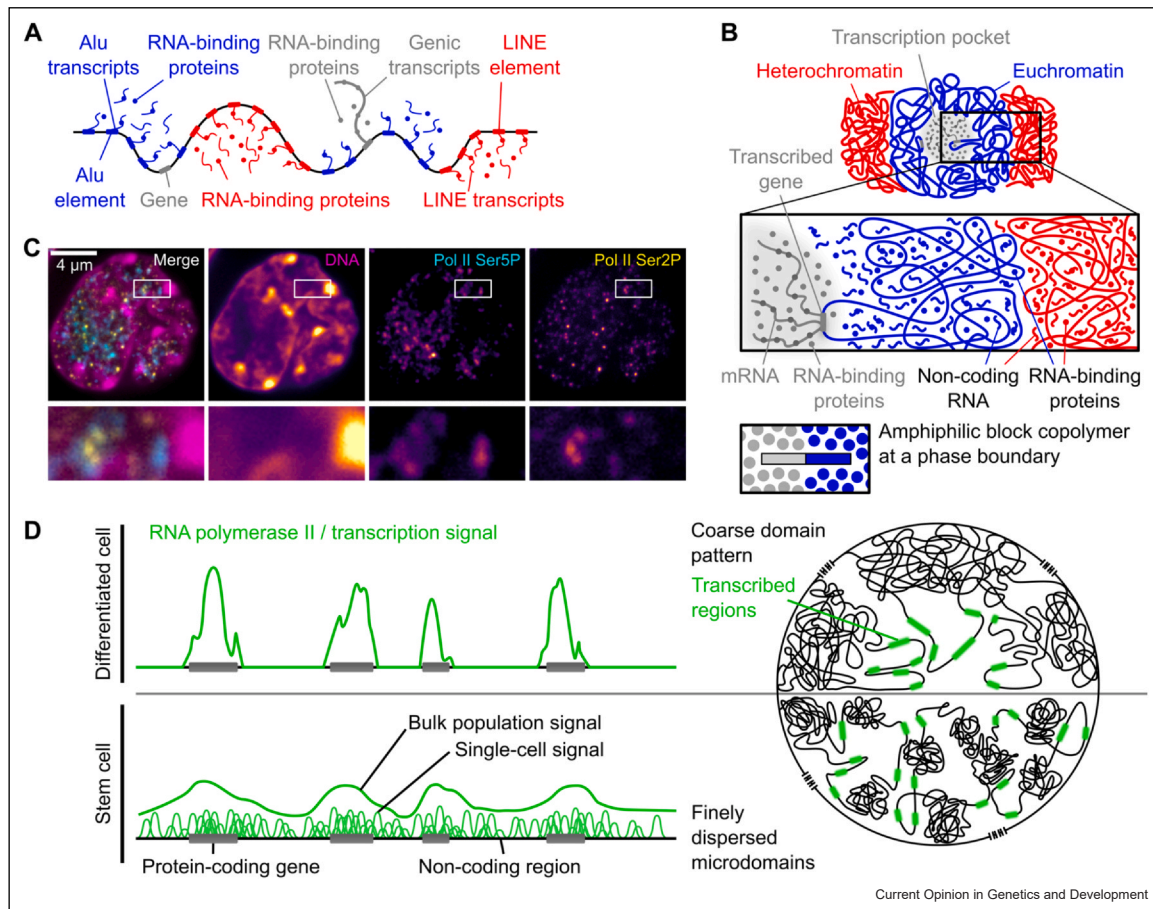 A
Alu
transcripts
RNA-binding
proteins
RNA-binding
proteins
Genic
transcripts
LINE
element
Alu
element
Gene
RNA-binding proteins
LINE transcripts
B
Transcription pocket
Heterochromatin
Euchromatin
Transcribed
gene
mRNA
RNA-binding
proteins
Non-coding
RNA
RNA-binding
proteins
Amphiphilic block copolymer
at a phase boundary
C
4 μm
Merge
DNA
Pol II Ser5P
Pol II Ser2P
D
Differentiated cell
RNA polymerase II / transcription signal
Coarse domain
pattern
Transcribed
regions
Stem cell
Bulk population signal
Single-cell signal
Protein-coding gene
Non-coding region
Finely
dispersed
microdomains
Current Opinion in Genetics and Development